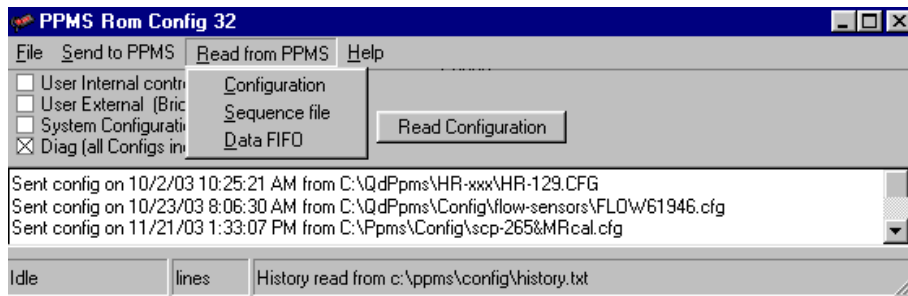 PPMS Rom Config 32
File Send to PPMS Read from PPMS Help
User Internal contr
User External (Bric
System Configurati
Diag (all Configs in
Configuration
Sequence file
Data FIFO
Read Configuration
Sent config on 10/2/03 10:25:21 AM from C:\QdPpms\HR-xxx\HR-129.CFG
Sent config on 10/23/03 8:06:30 AM from C:\QdPpms\Config\flow-sensors\FLOW61946.cfg
Sent config on 11/21/03 1:33:07 PM from C:\Ppms\Config\scp-265&MRcal.cfg
Idle lines History read from c:\ppms\config\history.txt